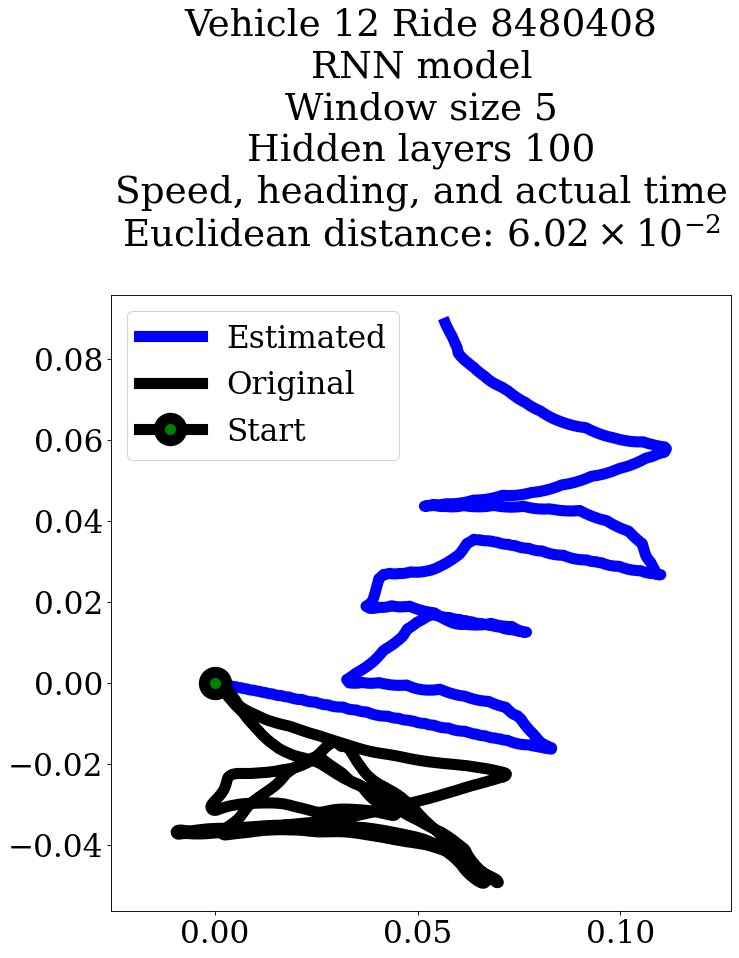 Vehicle 12 Ride 8480408
RNN model
Window size 5
Hidden layers 100
Speed, heading, and actual time
Euclidean distance: 6.02 × 10⁻²
Estimated
Original
Start
0.08
0.06
0.04
0.02
0.00
−0.02
−0.04
0.00 0.05 0.10